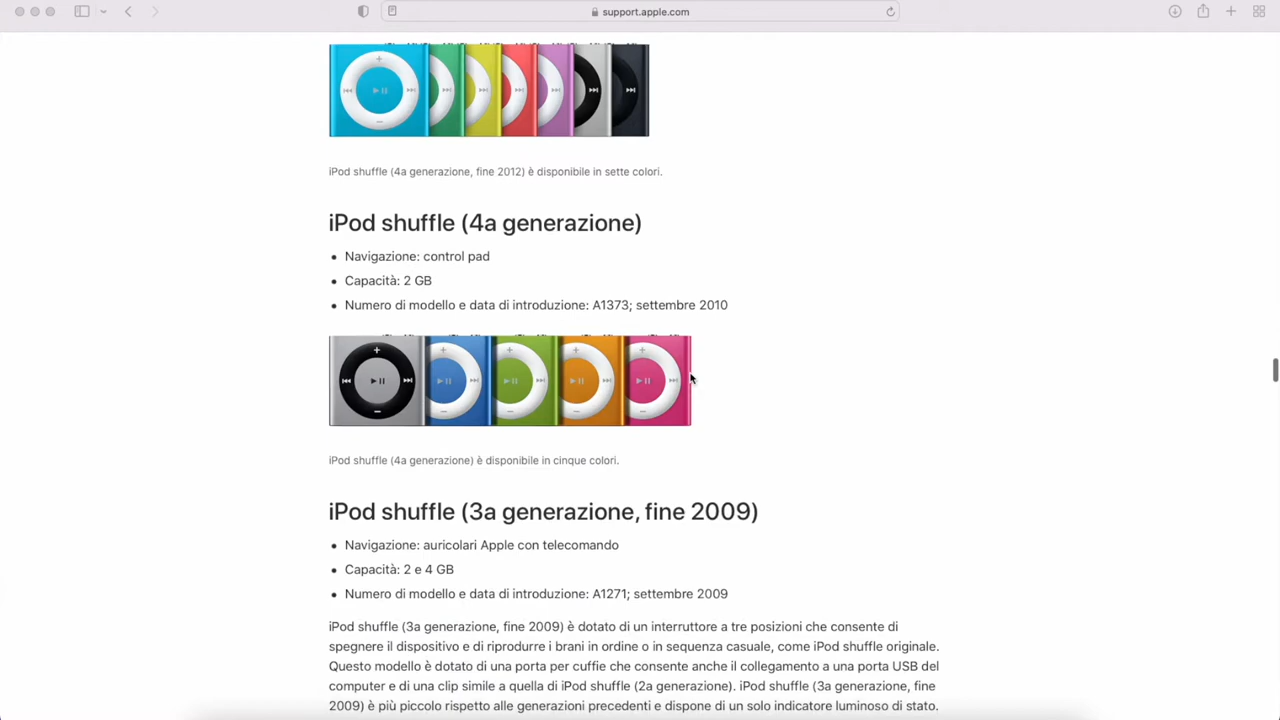 support.apple.com
iPod shuffle (4a generazione, fine 2012) è disponibile in sette colori.
iPod shuffle (4a generazione)
• Navigazione: control pad
• Capacità: 2 GB
• Numero di modello e data di introduzione: A1373; settembre 2010
iPod shuffle (4a generazione) è disponibile in cinque colori.
iPod shuffle (3a generazione, fine 2009)
• Navigazione: auricolari Apple con telecomando
• Capacità: 2 e 4 GB
• Numero di modello e data di introduzione: A1271; settembre 2009
iPod shuffle (3a generazione, fine 2009) è dotato di un interruttore a tre posizioni che consente di
spegnere il dispositivo e di riprodurre i brani in ordine o in sequenza casuale, come iPod shuffle originale.
Questo modello è dotato di una porta per cuffie che consente anche il collegamento a una porta USB del
computer e di una clip simile a quella di iPod shuffle (2a generazione). iPod shuffle (3a generazione, fine
2009) è più piccolo rispetto alle generazioni precedenti e dispone di un solo indicatore luminoso di stato.